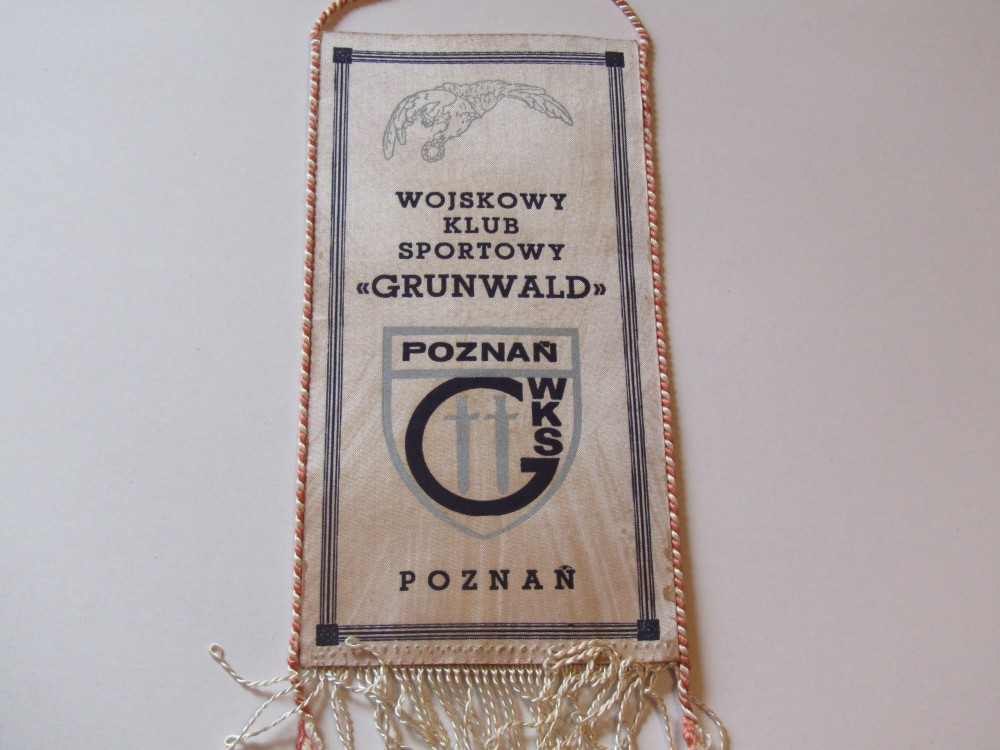 WOJSKOWY
KLUB
SPORTOWY
«GRUNWALD»
POZNAŃ
G
WKS
POZNAŃ